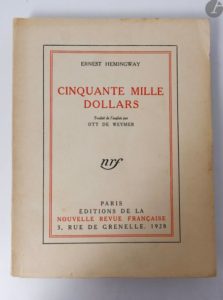 ERNEST HEMINGWAY
CINQUANTE MILLE
DOLLARS
Traduit de l'anglais par
OTT DE WEYMER
nrf
PARIS
ÉDITIONS DE LA
NOUVELLE REVUE FRANÇAISE
3, RUE DE GRENELLE. 1928